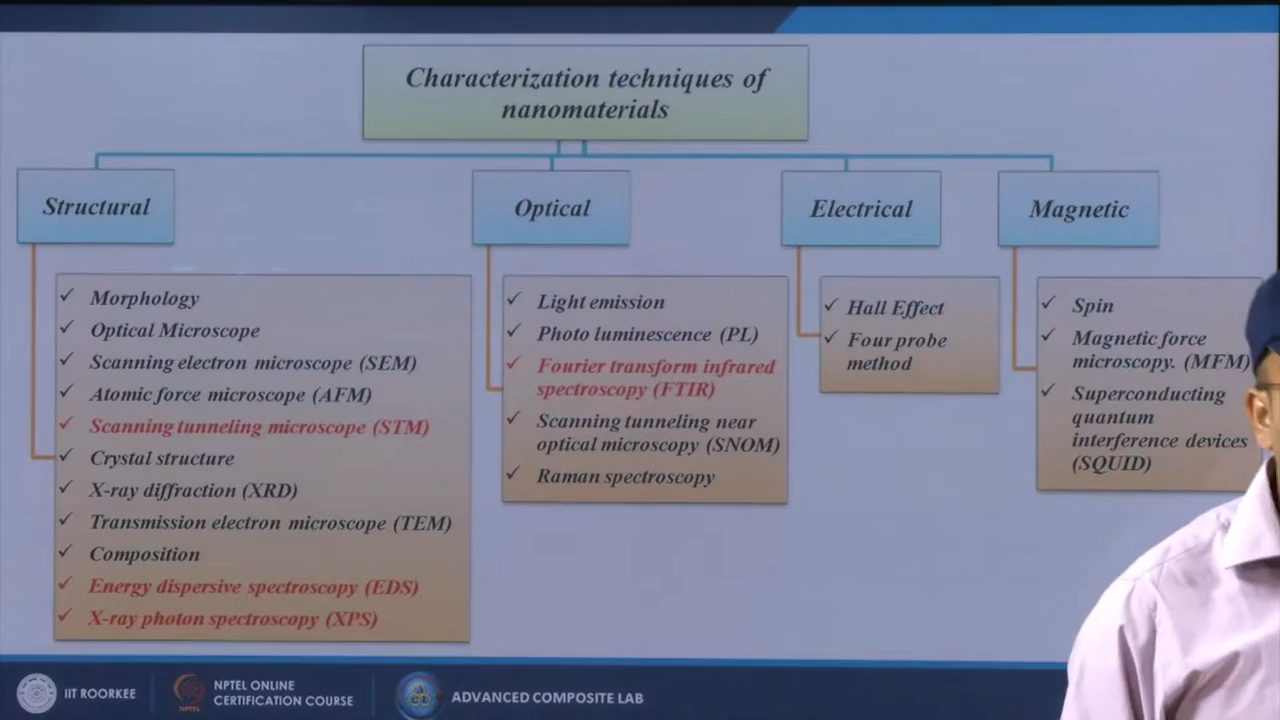 Characterization techniques of
nanomaterials
Structural
Optical
Electrical
Magnetic
✓ Morphology
✓ Optical Microscope
✓ Scanning electron microscope (SEM)
✓ Atomic force microscope (AFM)
✓ Scanning tunneling microscope (STM)
✓ Crystal structure
✓ X-ray diffraction (XRD)
✓ Transmission electron microscope (TEM)
✓ Composition
✓ Energy dispersive spectroscopy (EDS)
✓ X-ray photon spectroscopy (XPS)
✓ Light emission
✓ Photo luminescence (PL)
✓ Fourier transform infrared
spectroscopy (FTIR)
✓ Scanning tunneling near
optical microscopy (SNOM)
✓ Raman spectroscopy
✓ Hall Effect
✓ Four probe
method
✓ Spin
✓ Magnetic force
microscopy. (MFM)
✓ Superconducting
quantum
interference devices
(SQUID)
IIT ROORKEE
NPTEL
NPTEL ONLINE
CERTIFICATION COURSE
ACL
ADVANCED COMPOSITE LAB